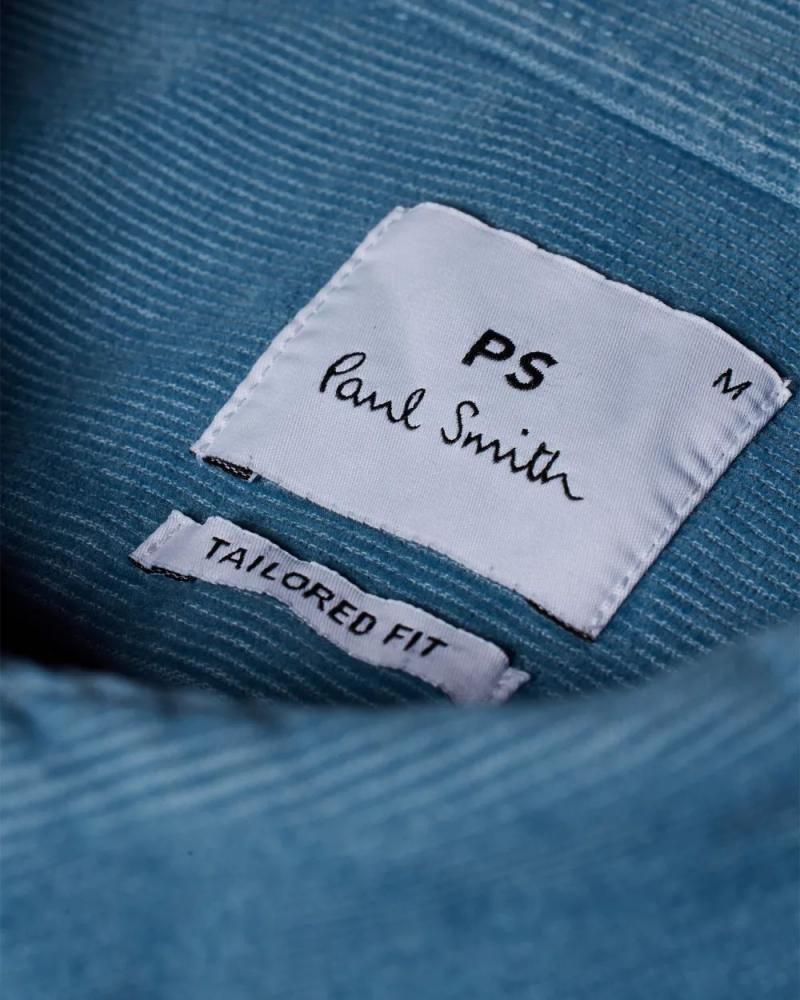 PS
Paul Smith
M
TAILORED FIT